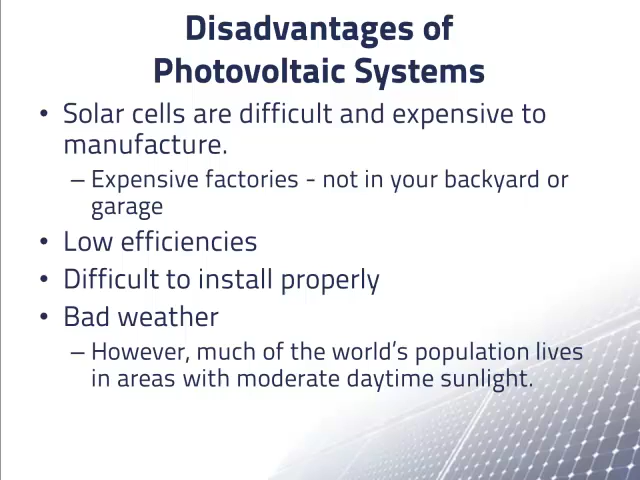 Disadvantages of
Photovoltaic Systems
• Solar cells are difficult and expensive to
manufacture.
– Expensive factories - not in your backyard or
garage
• Low efficiencies
• Difficult to install properly
• Bad weather
– However, much of the world's population lives
in areas with moderate daytime sunlight.